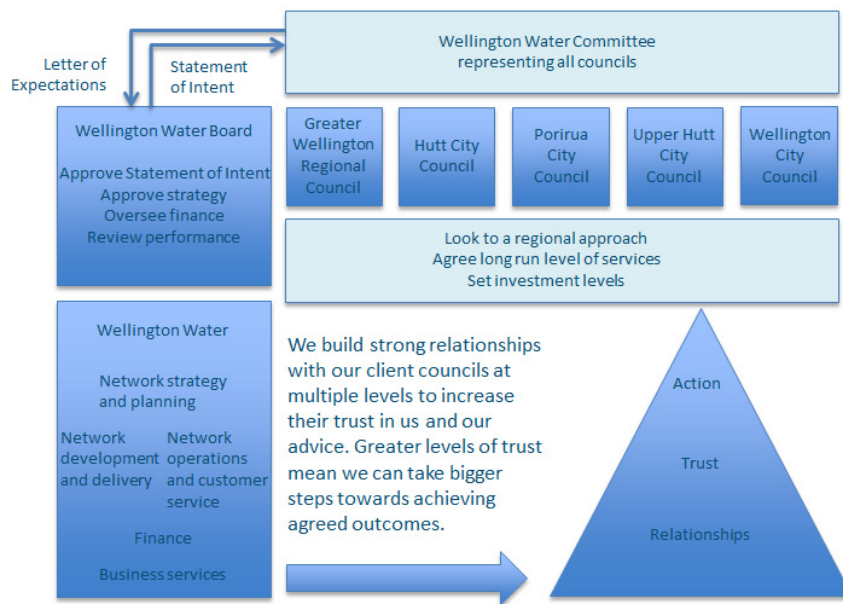 Wellington Water Committee
representing all councils
Letter of
Expectations
Statement
of Intent
Wellington Water Board
Approve Statement of Intent
Approve strategy
Oversee finance
Review performance
Greater
Wellington
Regional
Council
Hutt City
Council
Porirua
City
Council
Upper Hutt
City
Council
Wellington
City
Council
Look to a regional approach
Agree long run level of services
Set investment levels
Wellington Water
Network strategy
and planning
Network
development
and delivery
Network
operations
and customer
service
Finance
Business services
We build strong relationships
with our client councils at
multiple levels to increase
their trust in us and our
advice. Greater levels of trust
mean we can take bigger
steps towards achieving
agreed outcomes.
Action
Trust
Relationships